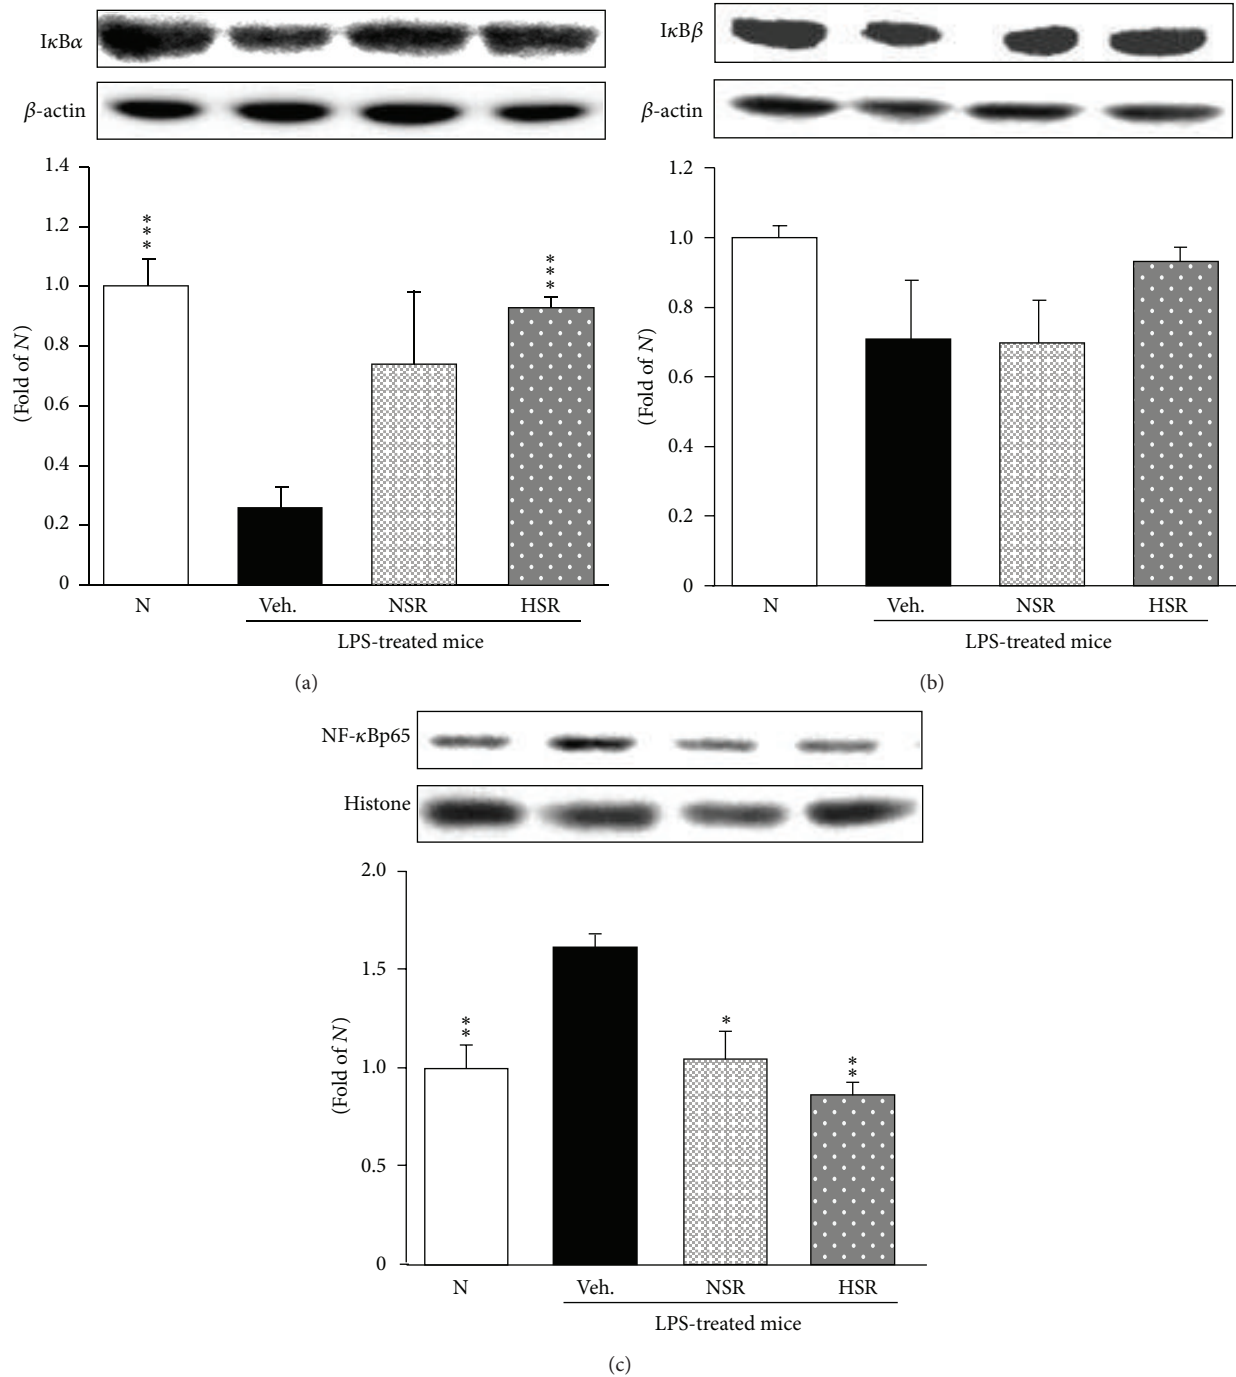 IκBα
β-actin
1.4
1.2
1.0
0.8
0.6
0.4
0.2
0
(Fold of N)
***
***
N
Veh.
NSR
HSR
LPS-treated mice
(a)
IκBβ
β-actin
1.2
1.0
0.8
0.6
0.4
0.2
0
(Fold of N)
N
Veh.
NSR
HSR
LPS-treated mice
(b)
NF-κBp65
Histone
2.0
1.5
1.0
0.5
0
(Fold of N)
**
*
**
N
Veh.
NSR
HSR
LPS-treated mice
(c)